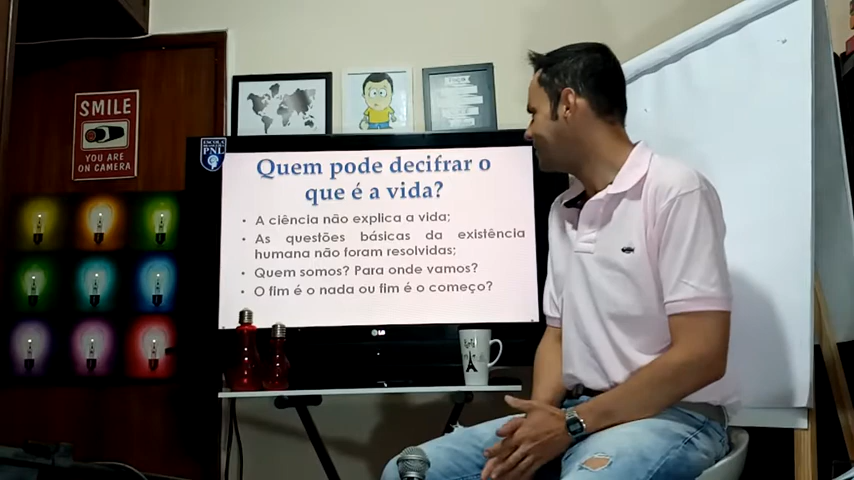 SMILE
YOU ARE
ON CAMERA
PNL
Quem pode decifrar o
que é a vida?
• A ciência não explica a vida;
• As questões básicas da existência
humana não foram resolvidas;
• Quem somos? Para onde vamos?
• O fim é o nada ou fim é o começo?
LG